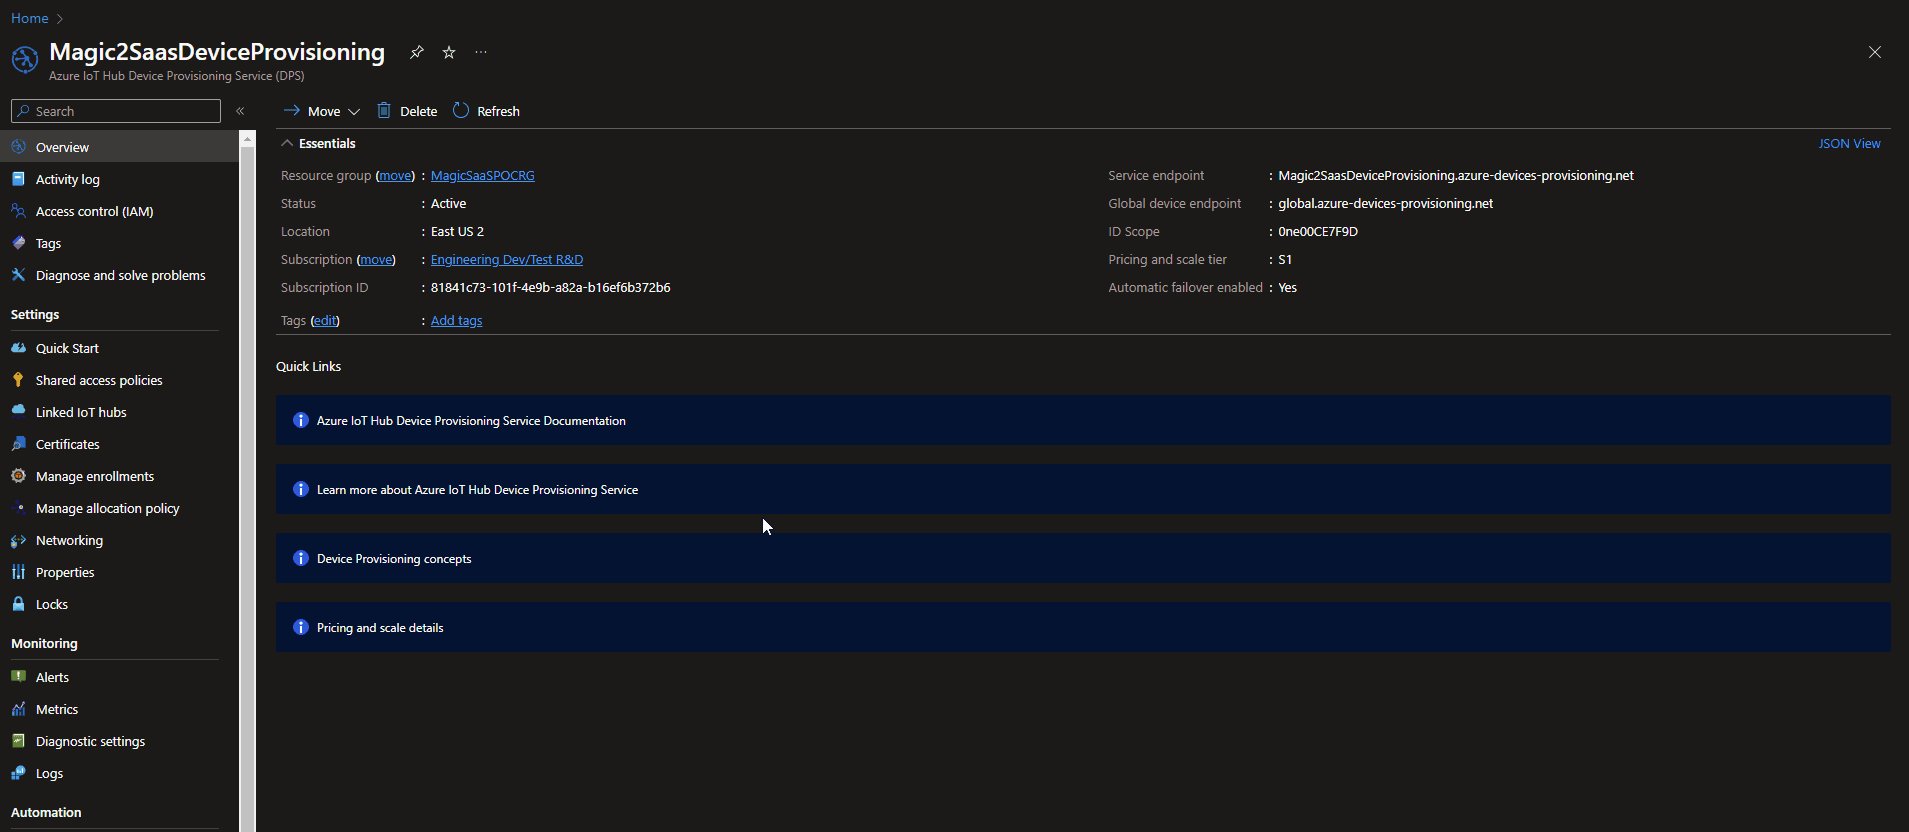 Home
Magic2SaasDeviceProvisioning
Azure IoT Hub Device Provisioning Service (DPS)
Search
Move
Delete
Refresh
Overview
Activity log
Access control (IAM)
Tags
Diagnose and solve problems
Settings
Quick Start
Shared access policies
Linked IoT hubs
Certificates
Manage enrollments
Manage allocation policy
Networking
Properties
Locks
Monitoring
Alerts
Metrics
Diagnostic settings
Logs
Automation
Essentials
JSON View
Resource group (move) : MagicSaaSPOCRG
Status : Active
Location : East US 2
Subscription (move) : Engineering Dev/Test R&D
Subscription ID : 81841c73-101f-4e9b-a82a-b16ef6b372b6
Tags (edit) : Add tags
Service endpoint : Magic2SaasDeviceProvisioning.azure-devices-provisioning.net
Global device endpoint : global.azure-devices-provisioning.net
ID Scope : 0ne00CE7F9D
Pricing and scale tier : S1
Automatic failover enabled : Yes
Quick Links
Azure IoT Hub Device Provisioning Service Documentation
Learn more about Azure IoT Hub Device Provisioning Service
Device Provisioning concepts
Pricing and scale details